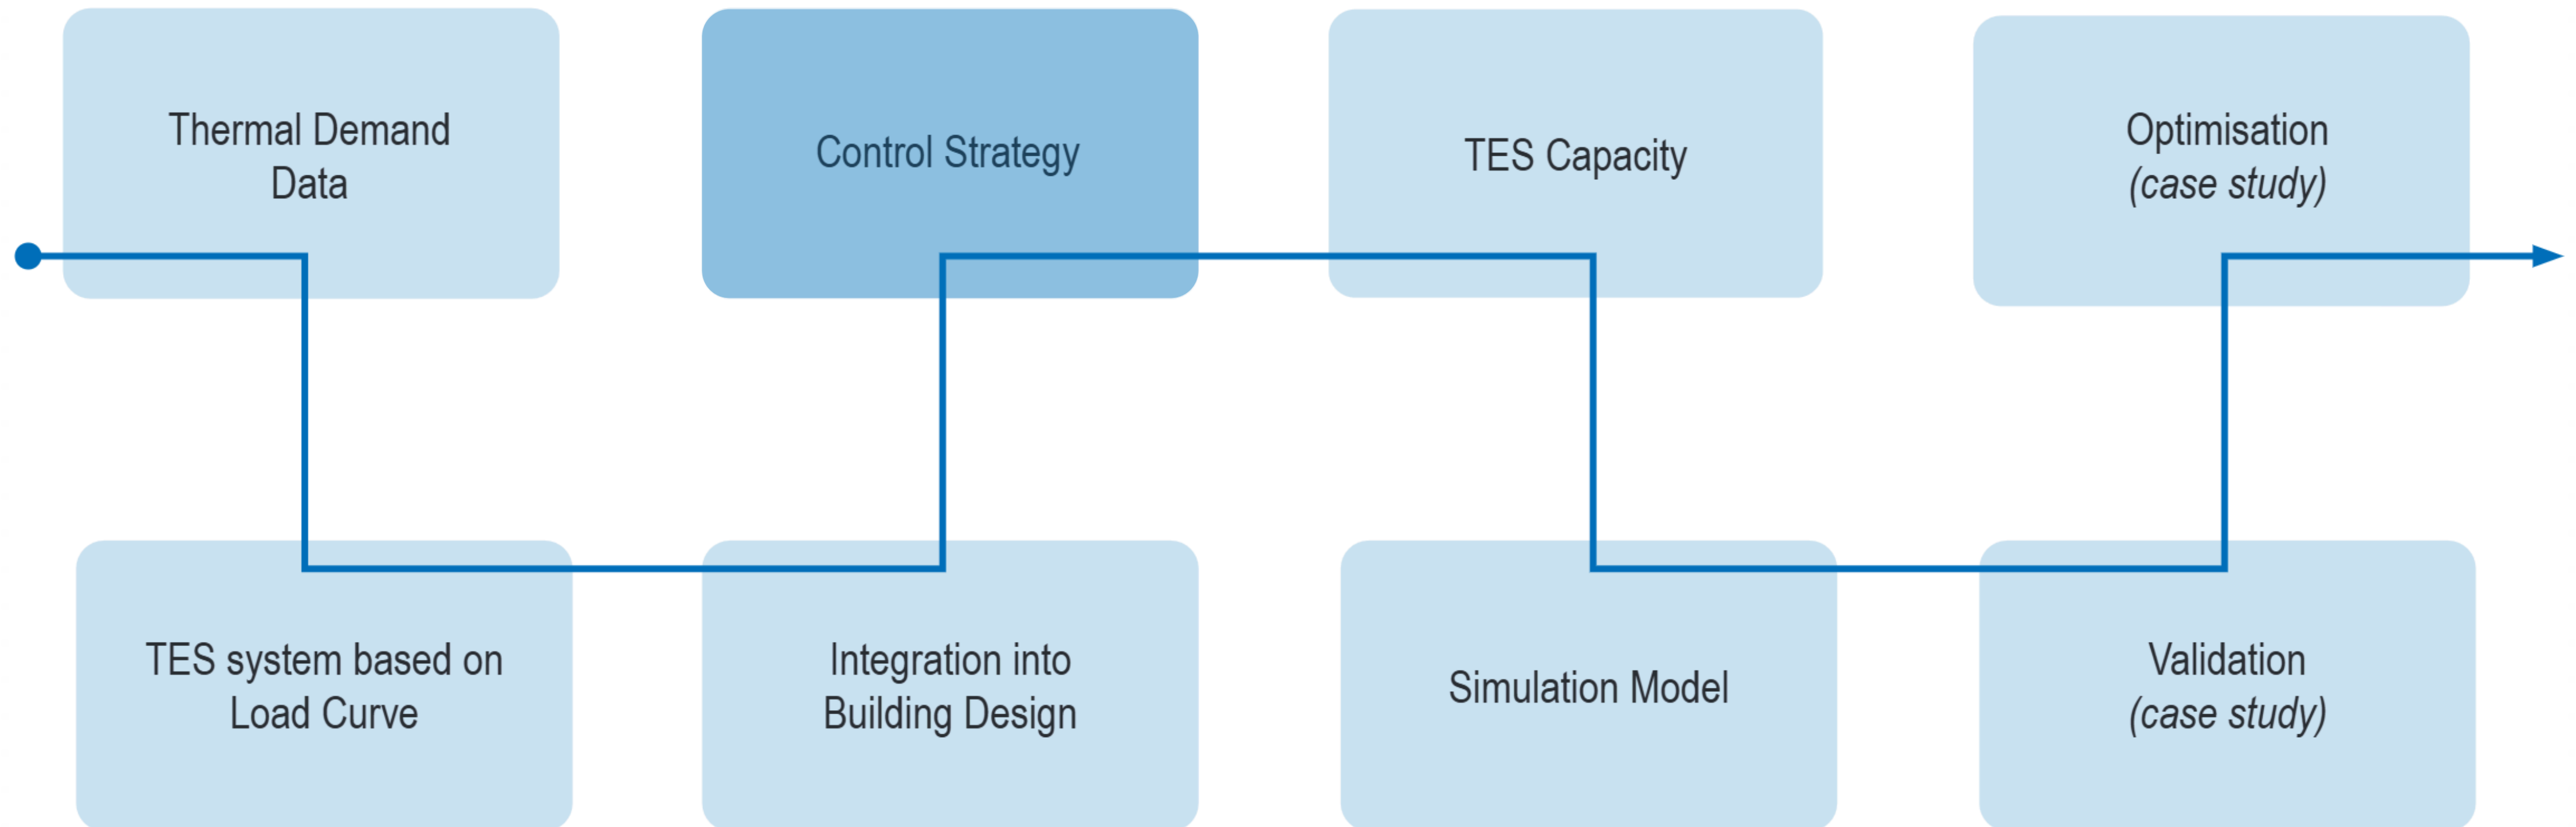 Thermal Demand
Data
Control Strategy
TES Capacity
Optimisation
(case study)
TES system based on
Load Curve
Integration into
Building Design
Simulation Model
Validation
(case study)